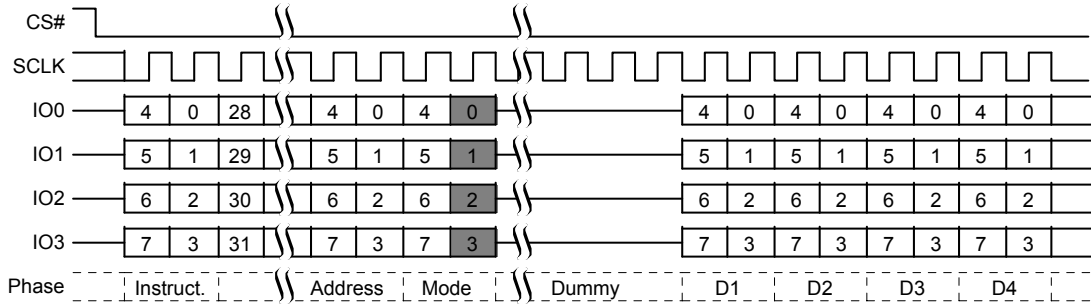 CS#
SCLK
IO0 4 0 28 4 0 4 0 4 0 4 0 4 0 4 0
IO1 5 1 29 5 1 5 1 5 1 5 1 5 1 5 1
IO2 6 2 30 6 2 6 2 6 2 6 2 6 2 6 2
IO3 7 3 31 7 3 7 3 7 3 7 3 7 3 7 3
Phase Instruct. Address Mode Dummy D1 D2 D3 D4